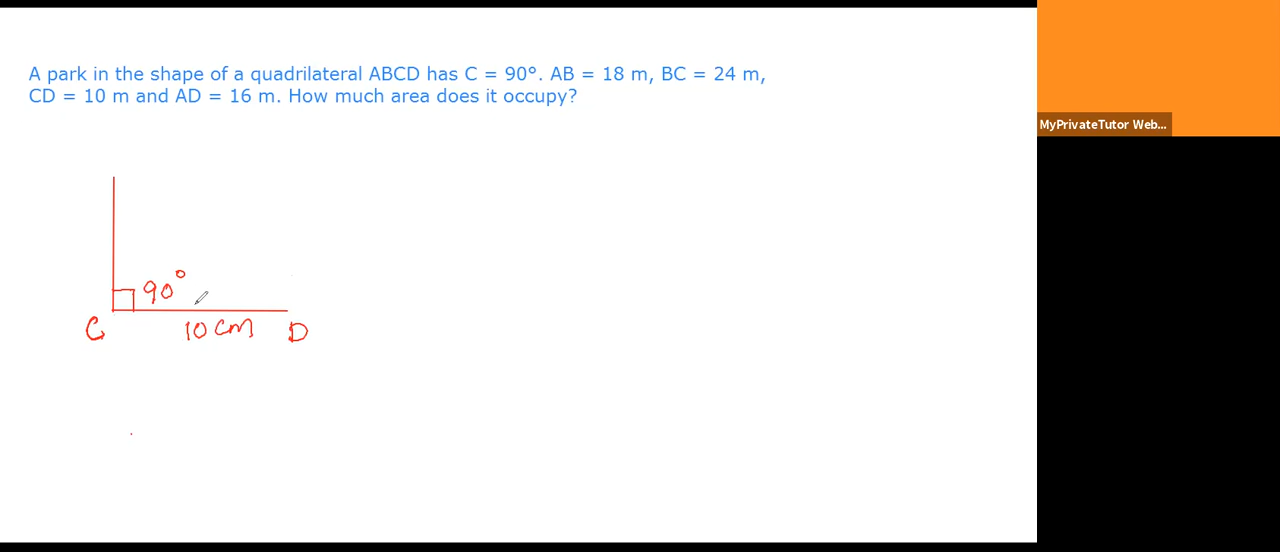 A park in the shape of a quadrilateral ABCD has C = 90°. AB = 18 m, BC = 24 m,
CD = 10 m and AD = 16 m. How much area does it occupy?
MyPrivateTutor Web...
90°
C 10 cm D